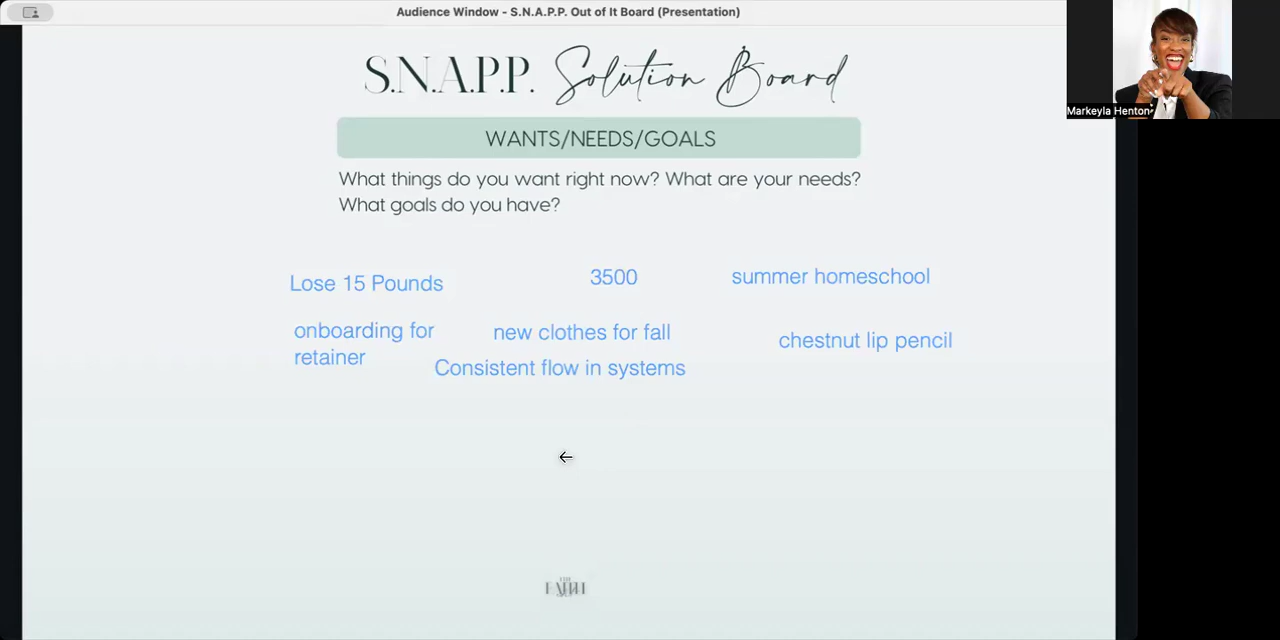 Audience Window - S.N.A.P.P. Out of It Board (Presentation)
S.N.A.P.P. Solution Board
Markeyla Henton
WANTS/NEEDS/GOALS
What things do you want right now? What are your needs?
What goals do you have?
Lose 15 Pounds
3500
summer homeschool
onboarding for
retainer
new clothes for fall
chestnut lip pencil
Consistent flow in systems